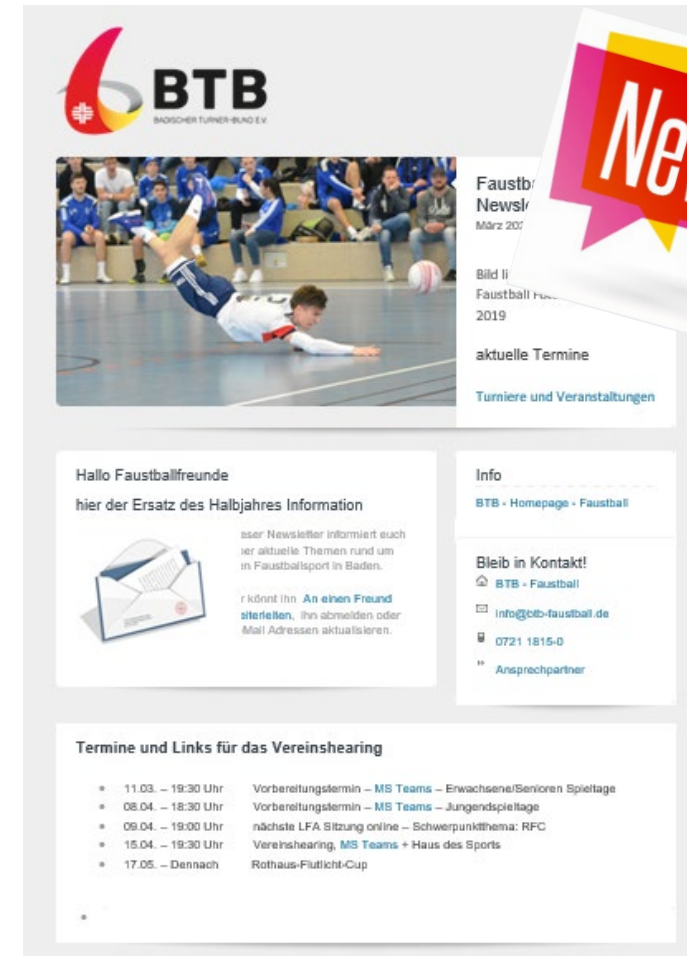 BTB
BADISCHER TURNER-BUND E.V.
Faustb
Newsle
März 202
Bild li
Faustball
2019
aktuelle Termine
Turniere und Veranstaltungen
Hallo Faustballfreunde
hier der Ersatz des Halbjahres Information
eser Newsletter informiert euch
er aktuelle Themen rund um
n Faustballsport in Baden.
r könnt ihn An einen Freund
eiterleiten, ihn abmelden oder
Mail Adressen aktualisieren.
Info
BTB - Homepage - Faustball
Bleib in Kontakt!
BTB - Faustball
info@btb-faustball.de
0721 1815-0
Ansprechpartner
Termine und Links für das Vereinshearing
11.03. – 19:30 Uhr Vorbereitungstermin – MS Teams – Erwachsene/Senioren Spieltage
08.04. – 18:30 Uhr Vorbereitungstermin – MS Teams – Jungendspieltage
09.04. – 19:00 Uhr nächste LFA Sitzung online – Schwerpunktthema: RFC
15.04. – 19:30 Uhr Vereinshearing, MS Teams + Haus des Sports
17.05. – Dennach Rothaus-Flutlicht-Cup